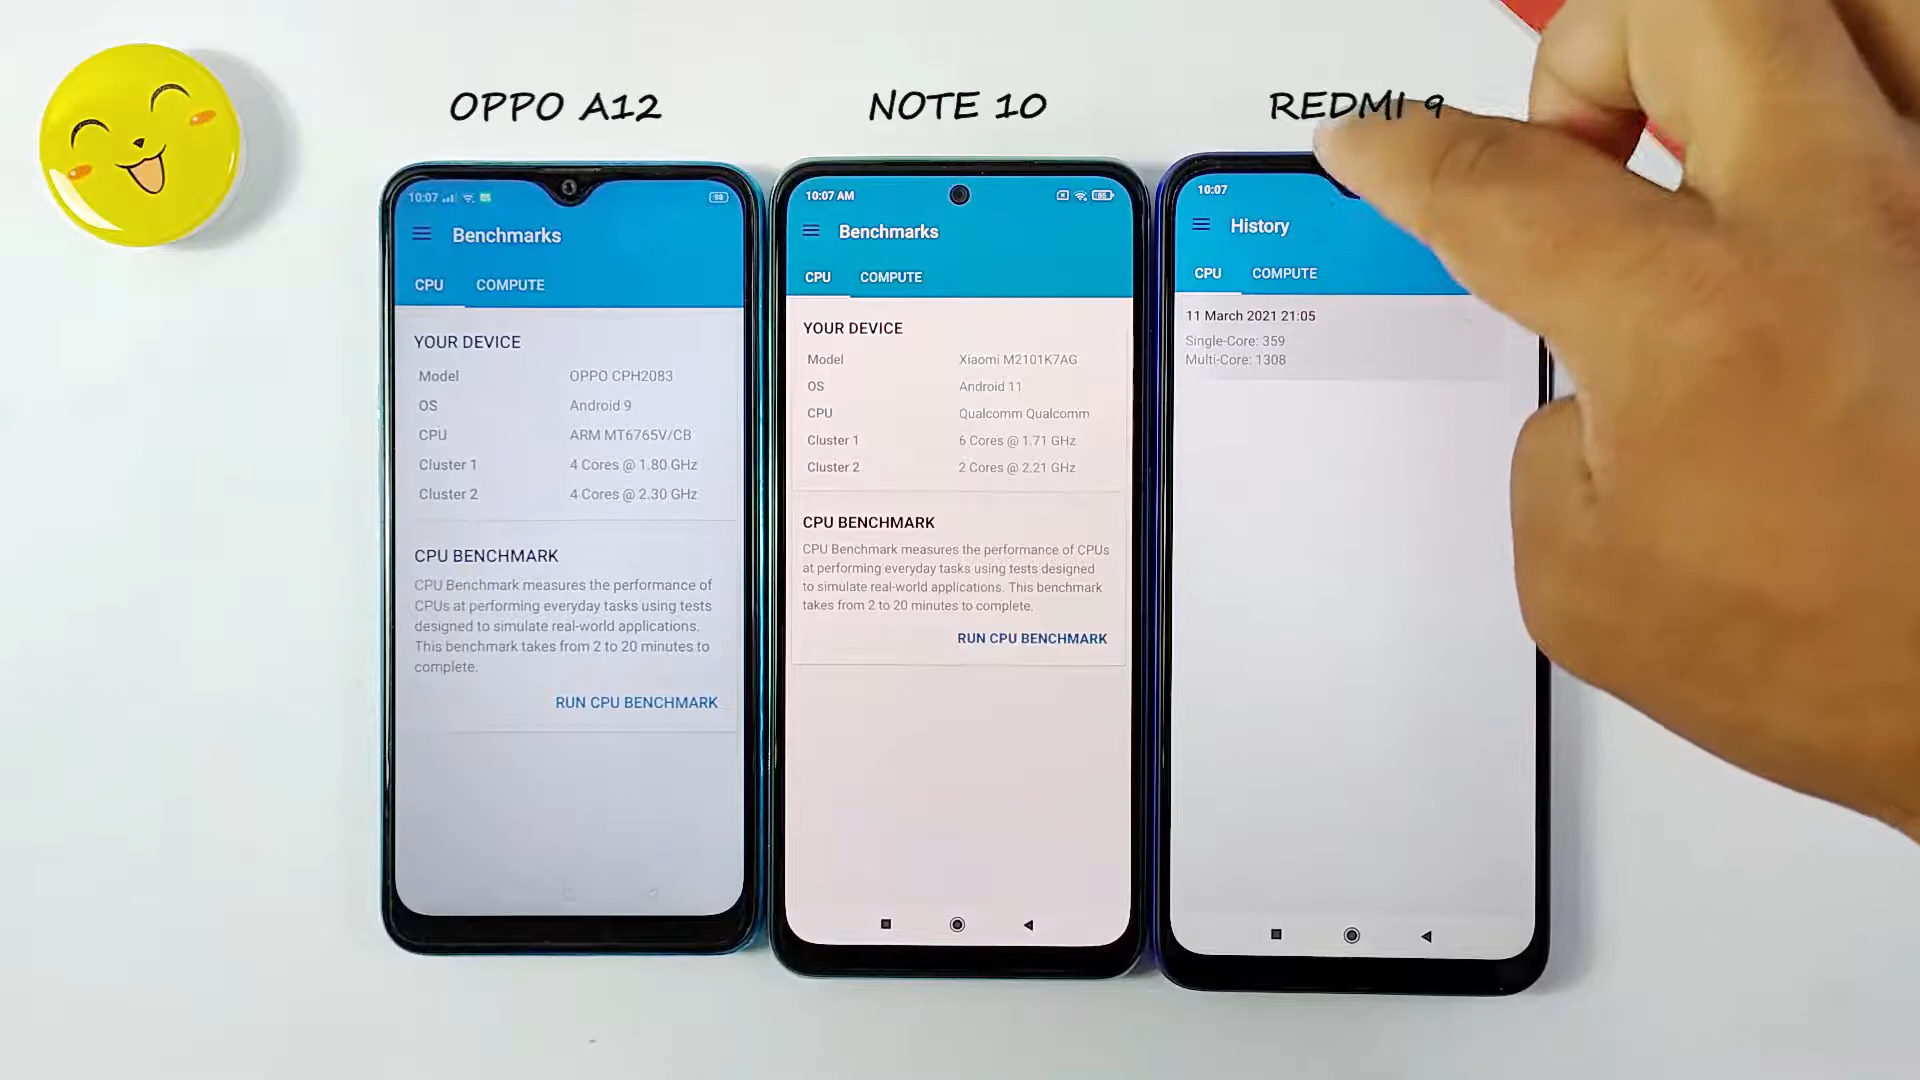 OPPO A12
NOTE 10
REDMI 9
10:07
98
Benchmarks
CPU COMPUTE
YOUR DEVICE
Model OPPO CPH2083
OS Android 9
CPU ARM MT6765V/CB
Cluster 1 4 Cores @ 1.80 GHz
Cluster 2 4 Cores @ 2.30 GHz
CPU BENCHMARK
CPU Benchmark measures the performance of
CPUs at performing everyday tasks using tests
designed to simulate real-world applications.
This benchmark takes from 2 to 20 minutes to
complete.
RUN CPU BENCHMARK
10:07 AM
Benchmarks
CPU COMPUTE
YOUR DEVICE
Model Xiaomi M2101K7AG
OS Android 11
CPU Qualcomm Qualcomm
Cluster 1 6 Cores @ 1.71 GHz
Cluster 2 2 Cores @ 2.21 GHz
CPU BENCHMARK
CPU Benchmark measures the performance of CPUs
at performing everyday tasks using tests designed
to simulate real-world applications. This benchmark
takes from 2 to 20 minutes to complete.
RUN CPU BENCHMARK
10:07
History
CPU COMPUTE
11 March 2021 21:05
Single-Core: 359
Multi-Core: 1308